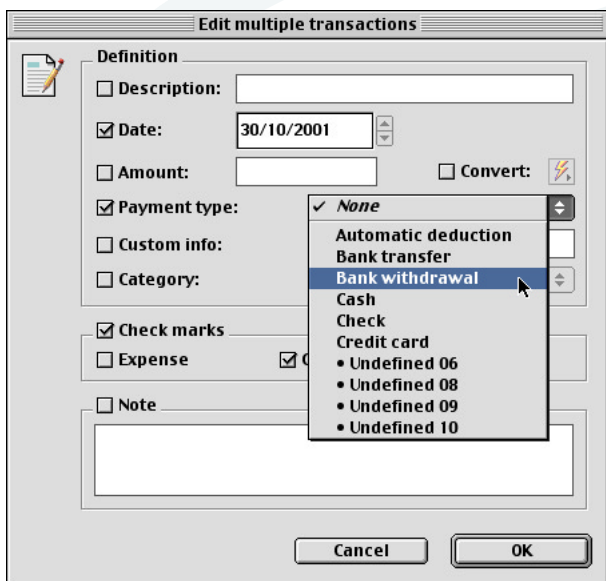 Edit multiple transactions
Definition
Description:
Date: 30/10/2001
Amount: Convert:
Payment type: ✓ None
Automatic deduction
Custom info:
Bank transfer
Category: Bank withdrawal
Cash
Check
Credit card
• Undefined 06
• Undefined 08
• Undefined 09
• Undefined 10
Check marks
Expense
Note
Cancel OK